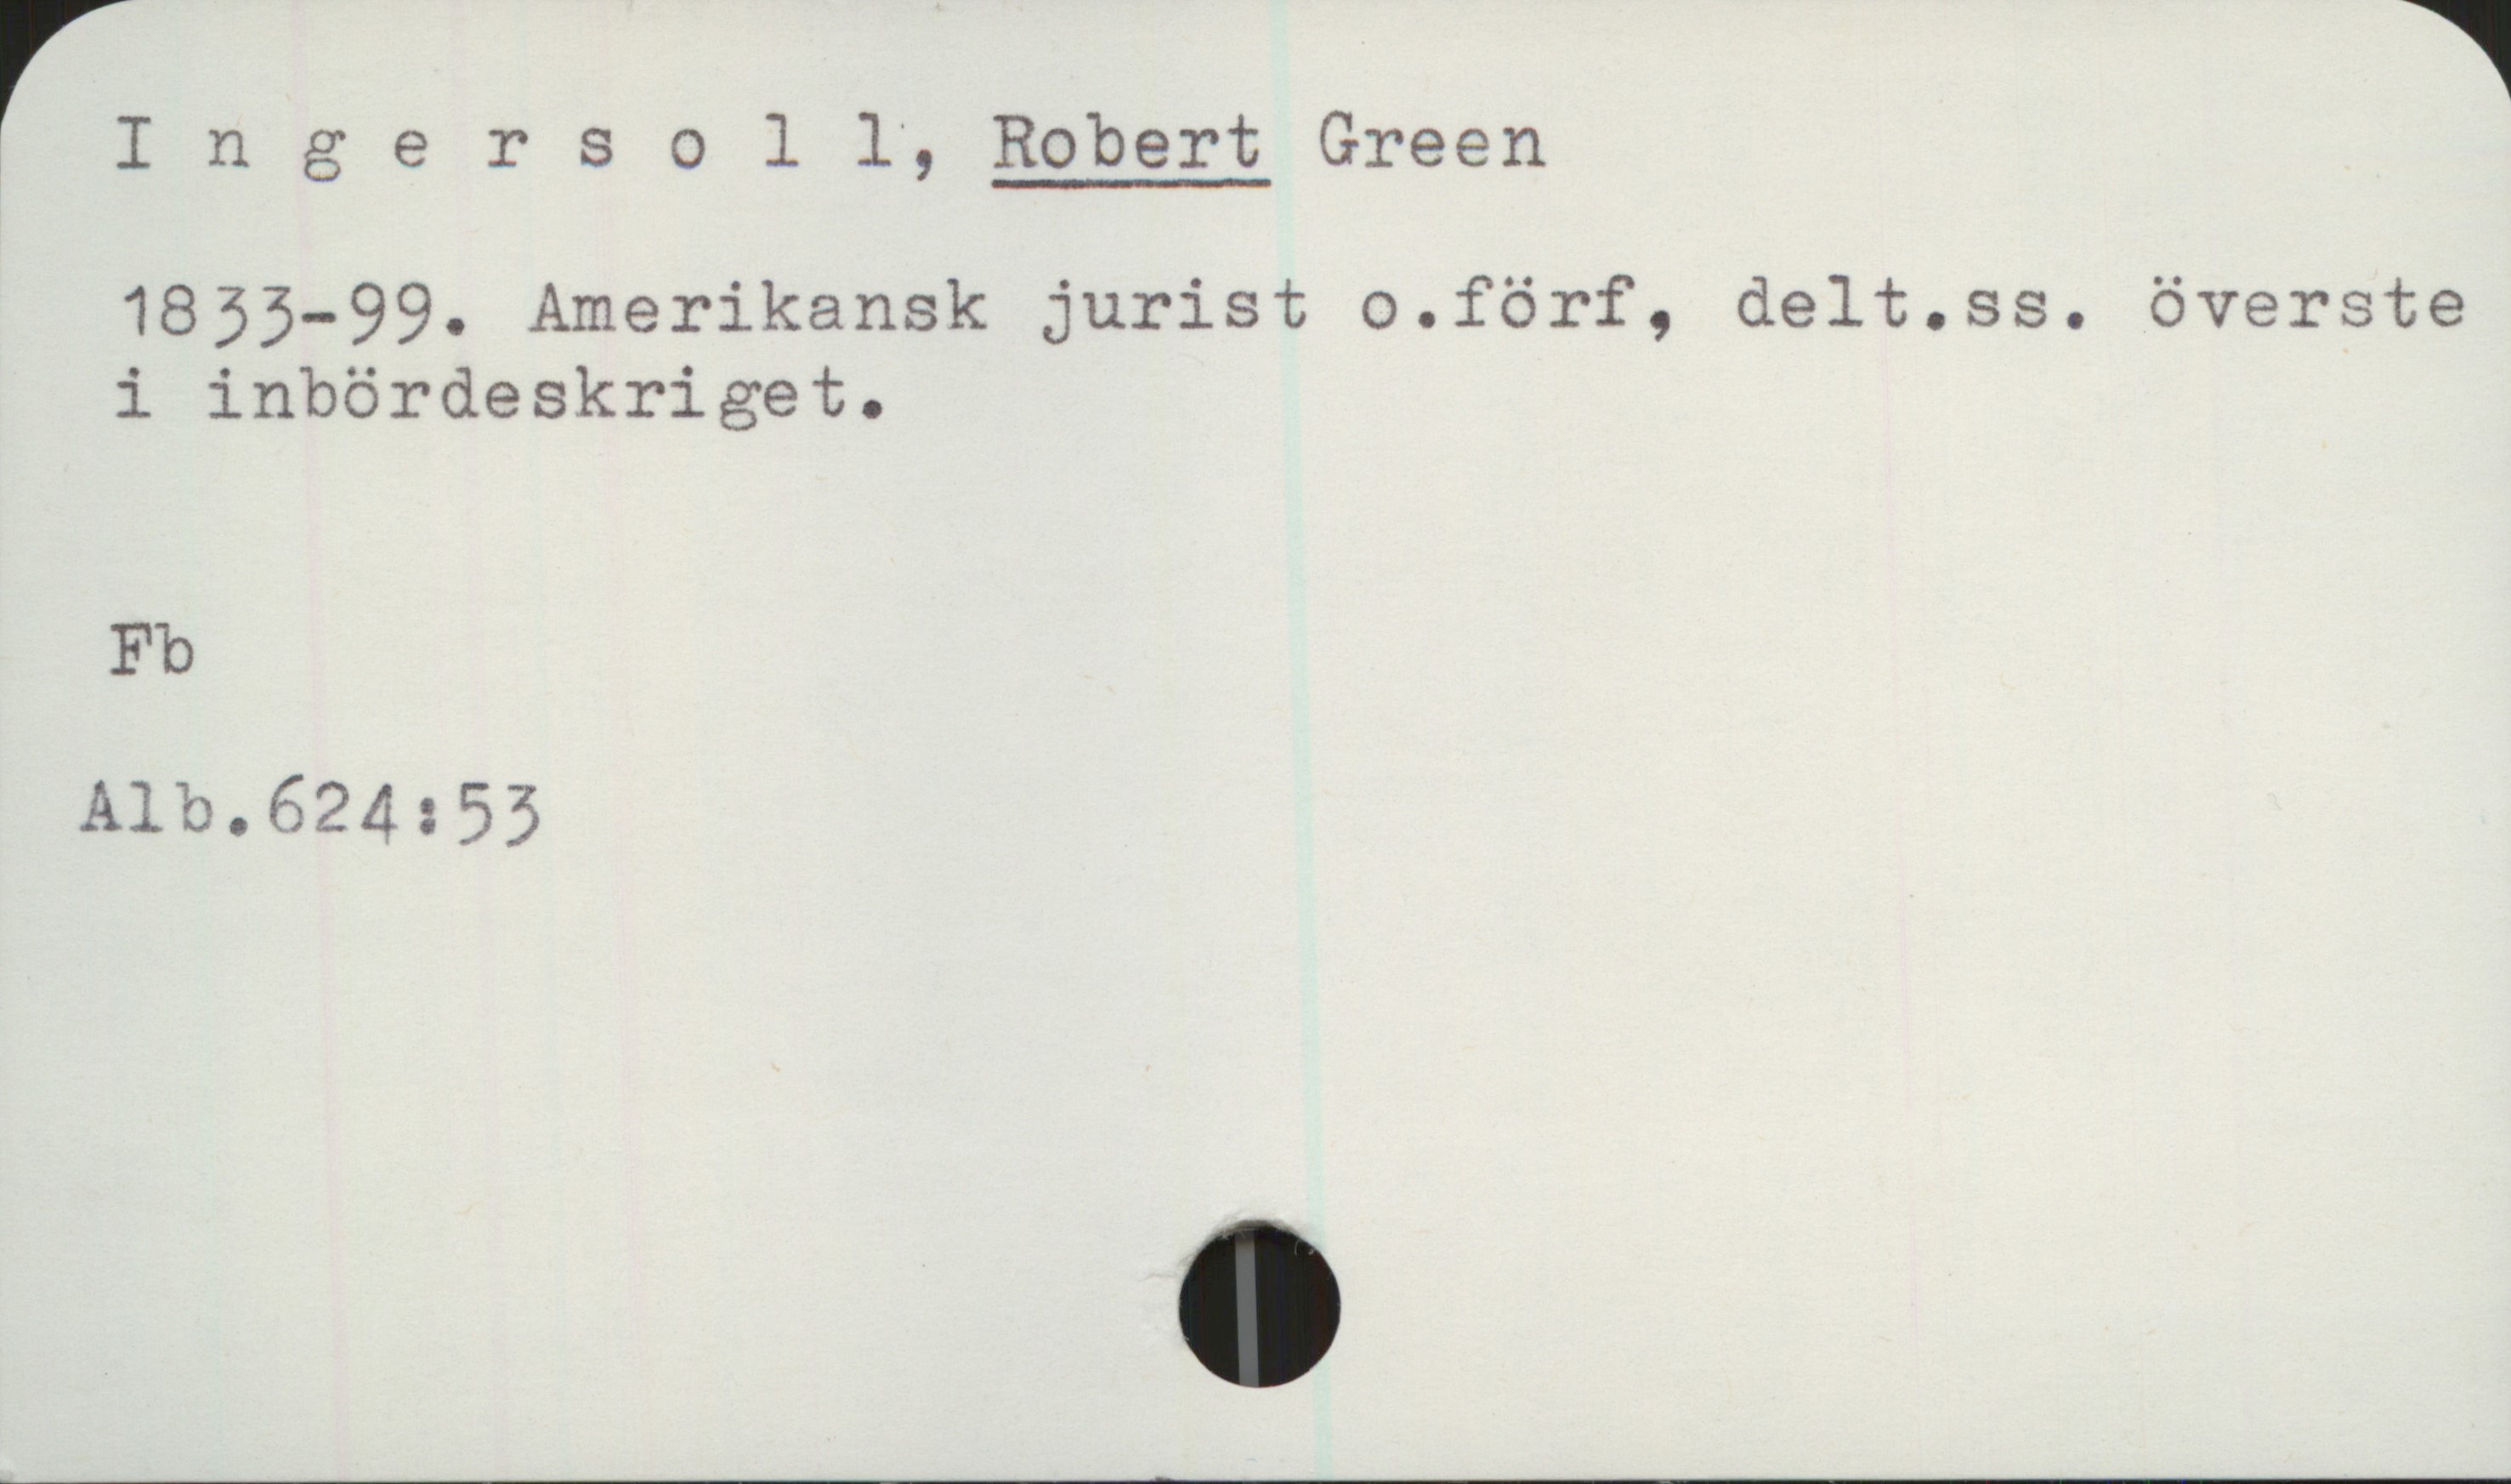 I n g e r s o l l, Robert Green
1833-99. Amerikansk jurist o.förf, delt.ss. överste
i inbördeskriget.
Fb
Alb.624:53